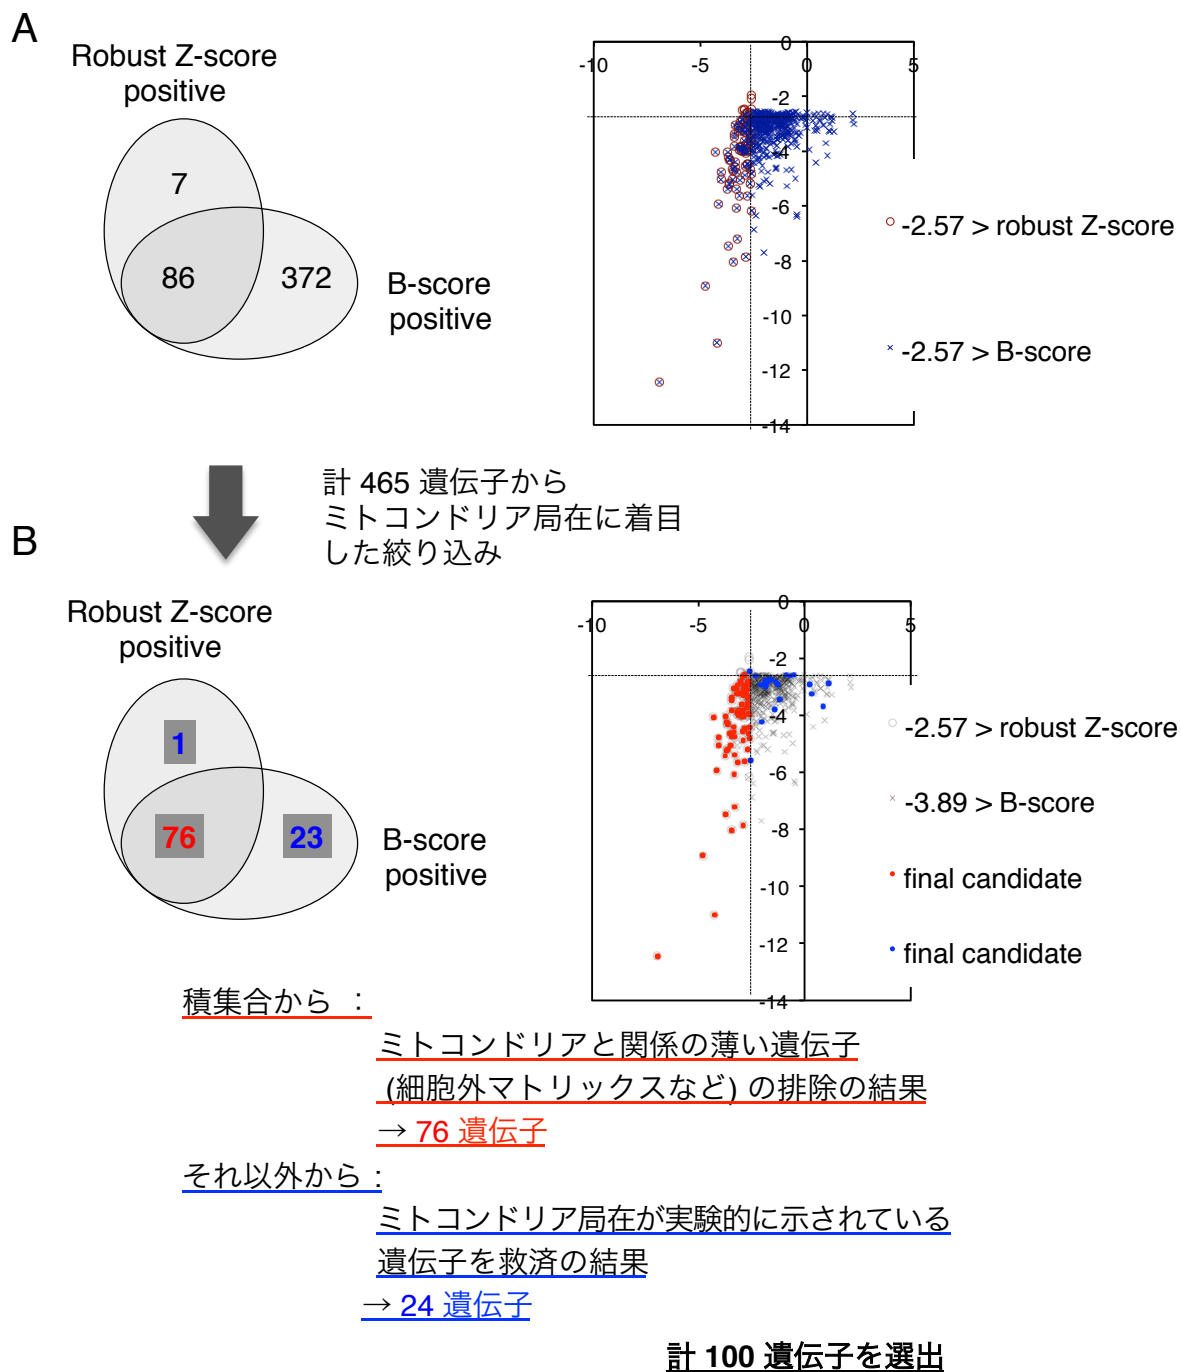 A
Robust Z-score
positive
7
86
372
B-score
positive
-10
-5
0
5
-2
-4
-6
-8
-10
-12
-14
-2.57 > robust Z-score
-2.57 > B-score
計 465 遺伝子から
ミトコンドリア局在に着目
した絞り込み
B
Robust Z-score
positive
1
76
23
B-score
positive
-10
-5
0
0
5
-2
-4
-6
-8
-10
-12
-14
-2.57 > robust Z-score
-3.89 > B-score
final candidate
final candidate
積集合から ：
ミトコンドリアと関係の薄い遺伝子
(細胞外マトリックスなど) の排除の結果
→ 76 遺伝子
それ以外から :
ミトコンドリア局在が実験的に示されている
遺伝子を救済の結果
→ 24 遺伝子
計 100 遺伝子を選出